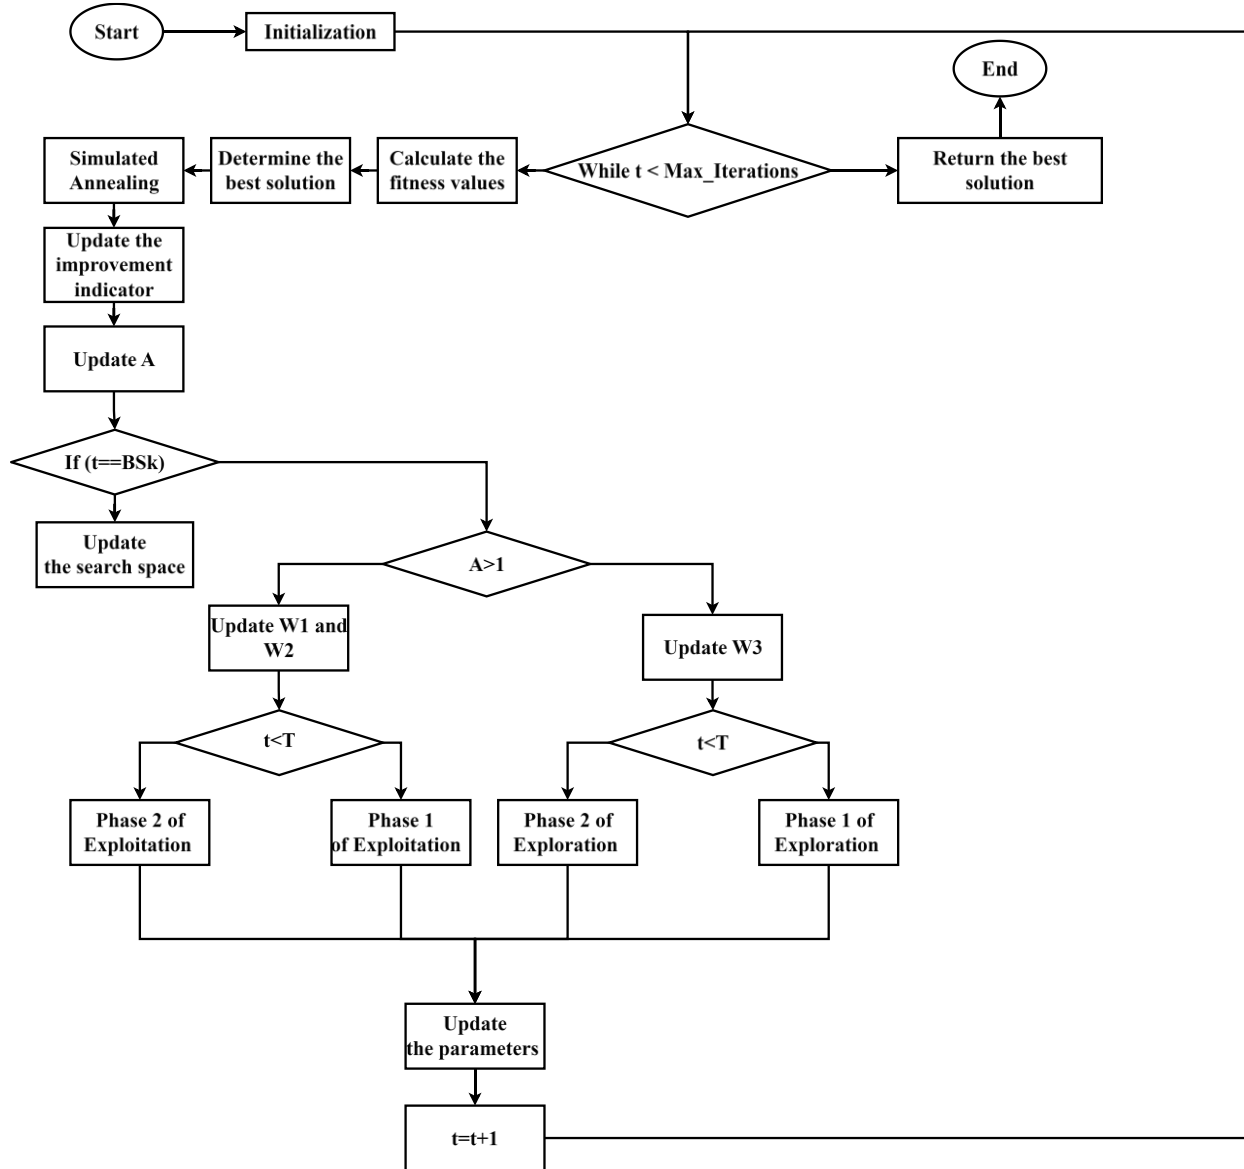 Start
Initialization
End
Simulated
Annealing
Determine the
best solution
Calculate the
fitness values
While t < Max_Iterations
Return the best
solution
Update the
improvement
indicator
Update A
If (t==BSk)
Update
the search space
A>1
Update W1 and
W2
Update W3
t<T
t<T
Phase 2 of
Exploitation
Phase 1
of Exploitation
Phase 2 of
Exploration
Phase 1 of
Exploration
Update
the parameters
t=t+1